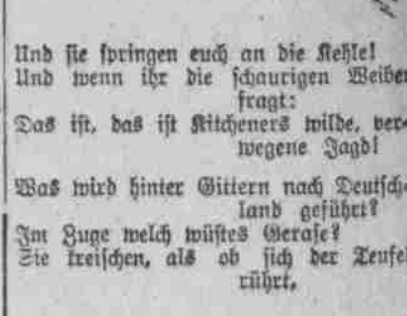 Und sie springen euch an die Kehle!
Und wenn ihr die schaurigen Weiber
fragt:
Das ist, das ist Kitcheners wilde, ver-
wegene Jagd!
Was wird hinter Gittern nach Deutsch-
land geführt?
Im Zuge welch wüstes Gerase?
Sie kreischen, als ob sich der Teufel
rührt,